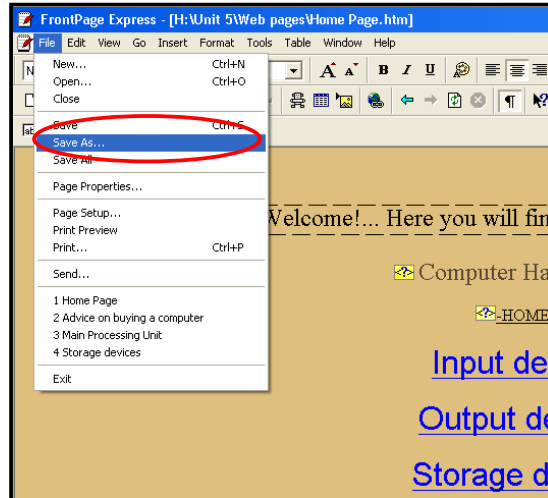 FrontPage Express - [H:\Unit 5\Web pages\Home Page.htm]
File Edit View Go Insert Format Tools Table Window Help
New... Ctrl+N
Open... Ctrl+O
Close
Save Ctrl+S
Save As...
Save All
Page Properties...
Page Setup...
Print Preview
Print... Ctrl+P
Send...
1 Home Page
2 Advice on buying a computer
3 Main Processing Unit
4 Storage devices
Exit
A A B I U
Welcome!... Here you will fin
Computer Ha
-HOME
Input de
Output de
Storage d